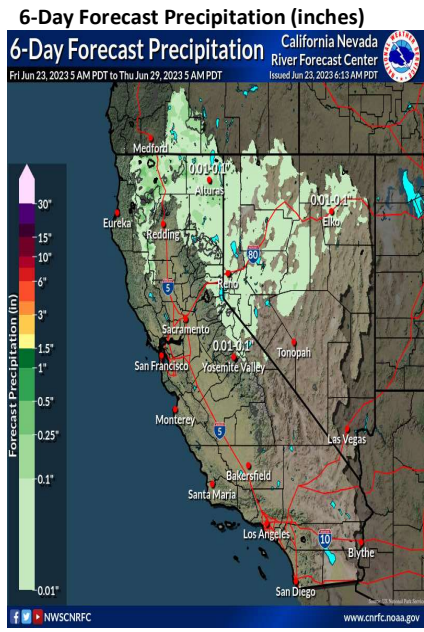 6-Day Forecast Precipitation (inches)
6-Day Forecast Precipitation
California Nevada
River Forecast Center
Fri Jun 23, 2023 5 AM PDT to Thu Jun 29, 2023 5 AM PDT
Issued Jun 23, 2023 6:13 AM PDT
NATIONAL WEATHER SERVICE
Medford
0.01-0.1"
Alturas
0.01-0.1"
Elko
Eureka
Redding
80
Reno
5
Sacramento
0.01-0.1"
Yosemite Valley
Tonopah
San Francisco
Monterey
5
Las Vegas
Bakersfield
Santa Maria
Los Angeles
10
Blythe
San Diego
Forecast Precipitation (in)
30"
15"
10"
6"
3"
1.5"
1"
0.5"
0.25"
0.1"
0.01"
NWSCNRFC
www.cnrfc.noaa.gov